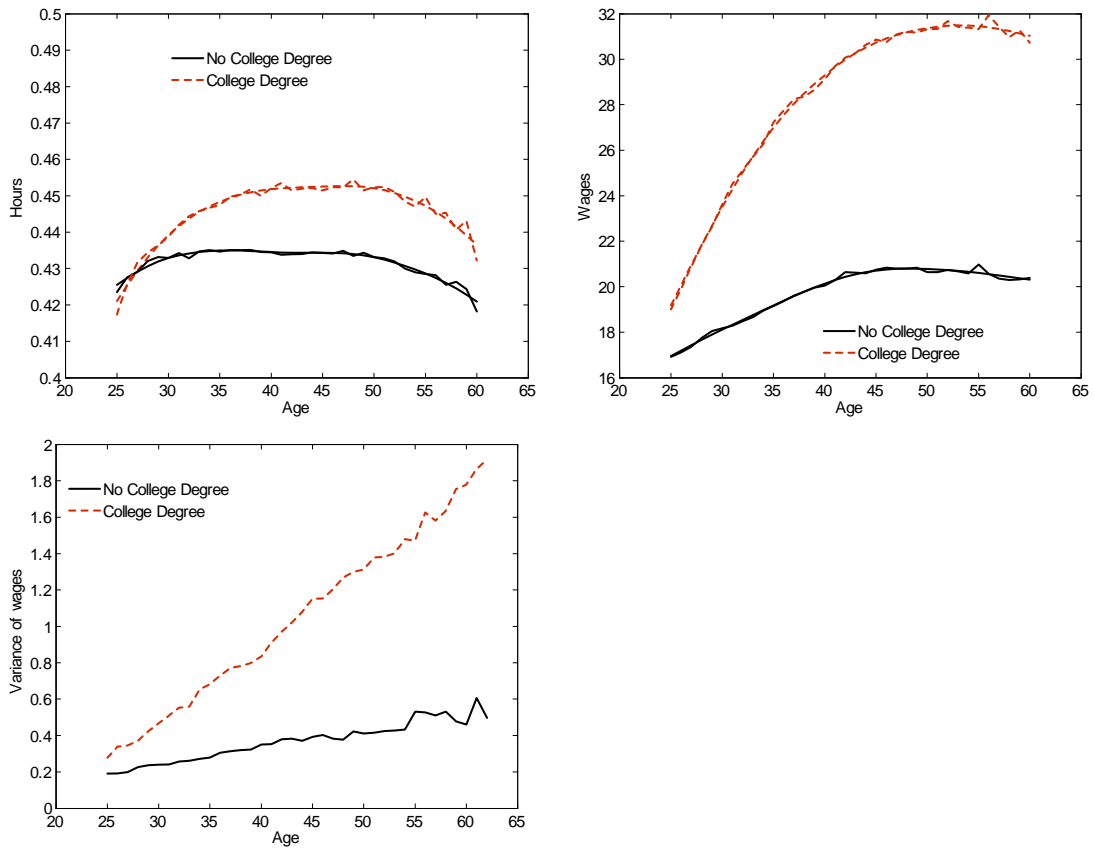 0.5
0.49
0.48
0.47
0.46
0.45
0.44
0.43
0.42
0.41
0.4
Hours
No College Degree
College Degree
20 25 30 35 40 45 50 55 60 65
Age
32
30
28
26
24
22
20
18
16
Wages
No College Degree
College Degree
20 25 30 35 40 45 50 55 60 65
Age
2
1.8
1.6
1.4
1.2
1
0.8
0.6
0.4
0.2
0
Variance of wages
No College Degree
College Degree
20 25 30 35 40 45 50 55 60 65
Age